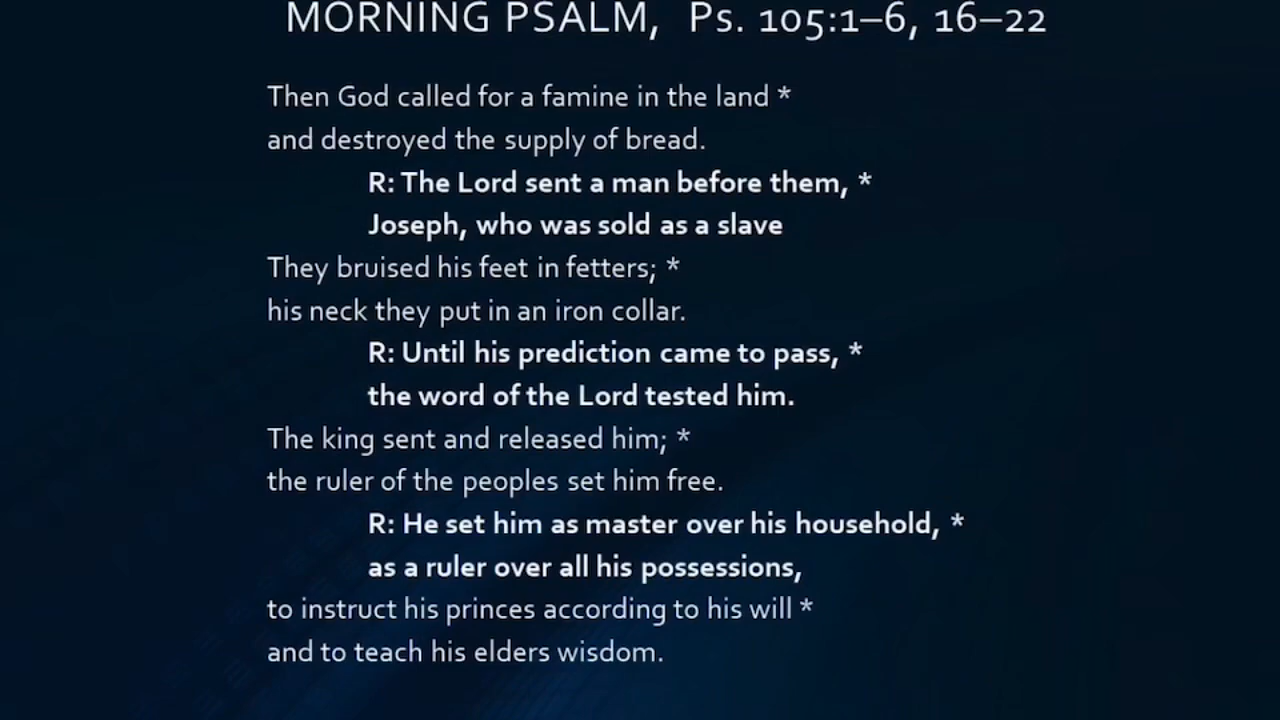 MORNING PSALM, Ps. 105:1–6, 16–22
Then God called for a famine in the land *
and destroyed the supply of bread.
R: The Lord sent a man before them, *
Joseph, who was sold as a slave
They bruised his feet in fetters; *
his neck they put in an iron collar.
R: Until his prediction came to pass, *
the word of the Lord tested him.
The king sent and released him; *
the ruler of the peoples set him free.
R: He set him as master over his household, *
as a ruler over all his possessions,
to instruct his princes according to his will *
and to teach his elders wisdom.